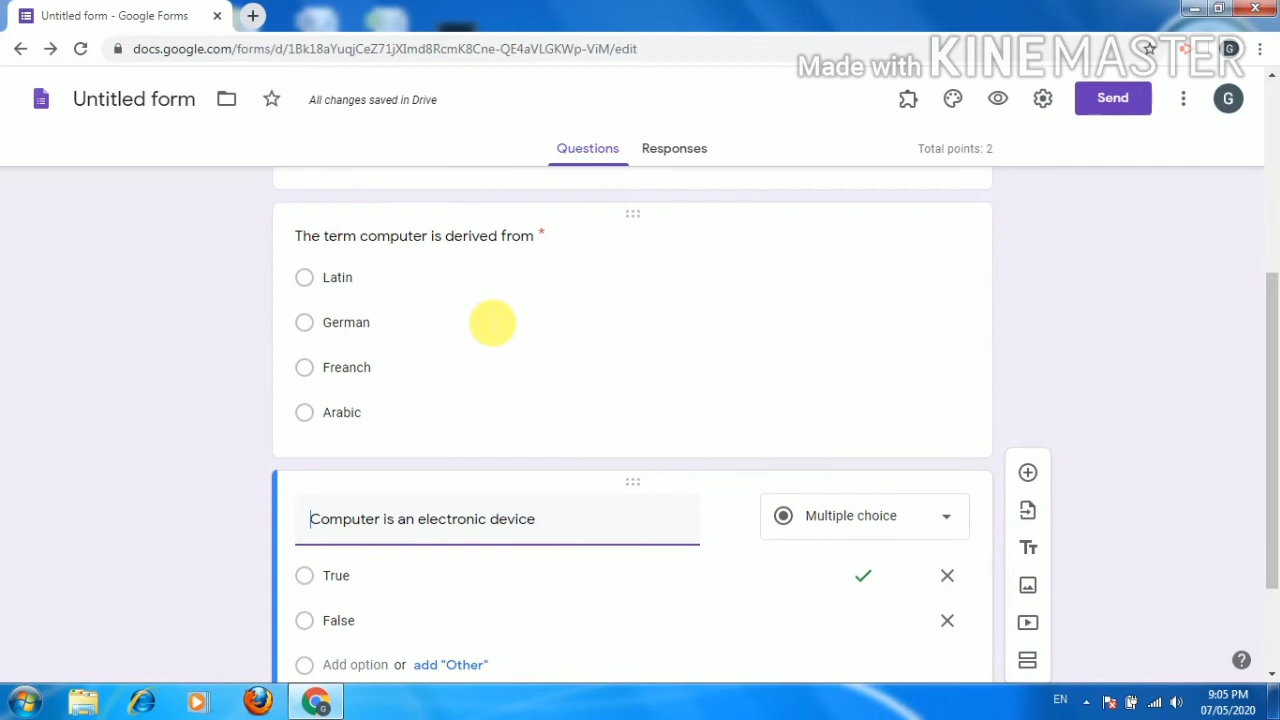 Untitled form - Google Forms
docs.google.com/forms/d/1Bk18aYuqjCeZ71jXImd8RcmK8Cne-QE4aVLGKWp-ViM/edit
Made with KINEMASTER
Untitled form
All changes saved in Drive
Send
G
Questions
Responses
Total points: 2
The term computer is derived from *
Latin
German
Freanch
Arabic
Computer is an electronic device
Multiple choice
True
False
Add option or add "Other"
EN
9:05 PM
07/05/2020